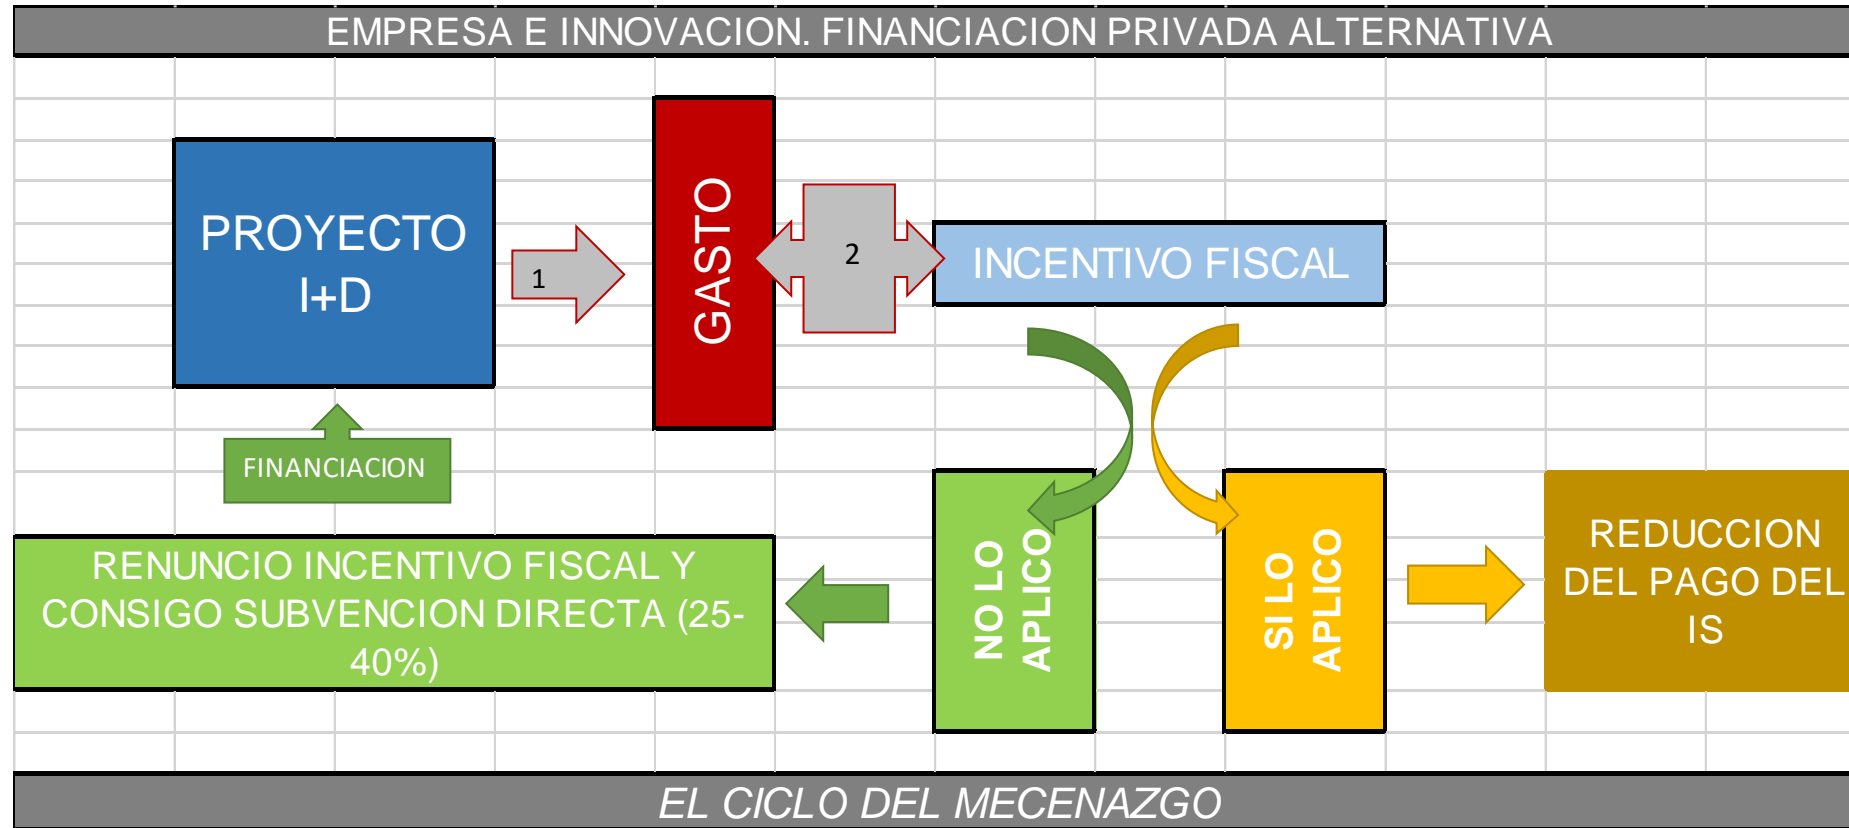 EMPRESA E INNOVACION. FINANCIACION PRIVADA ALTERNATIVA
PROYECTO
I+D
1
GASTO
2
INCENTIVO FISCAL
FINANCIACION
RENUNCIO INCENTIVO FISCAL Y
CONSIGO SUBVENCION DIRECTA (25-
40%)
NO LO
APLICO
SI LO
APLICO
REDUCCION
DEL PAGO DEL
IS
EL CICLO DEL MECENAZGO